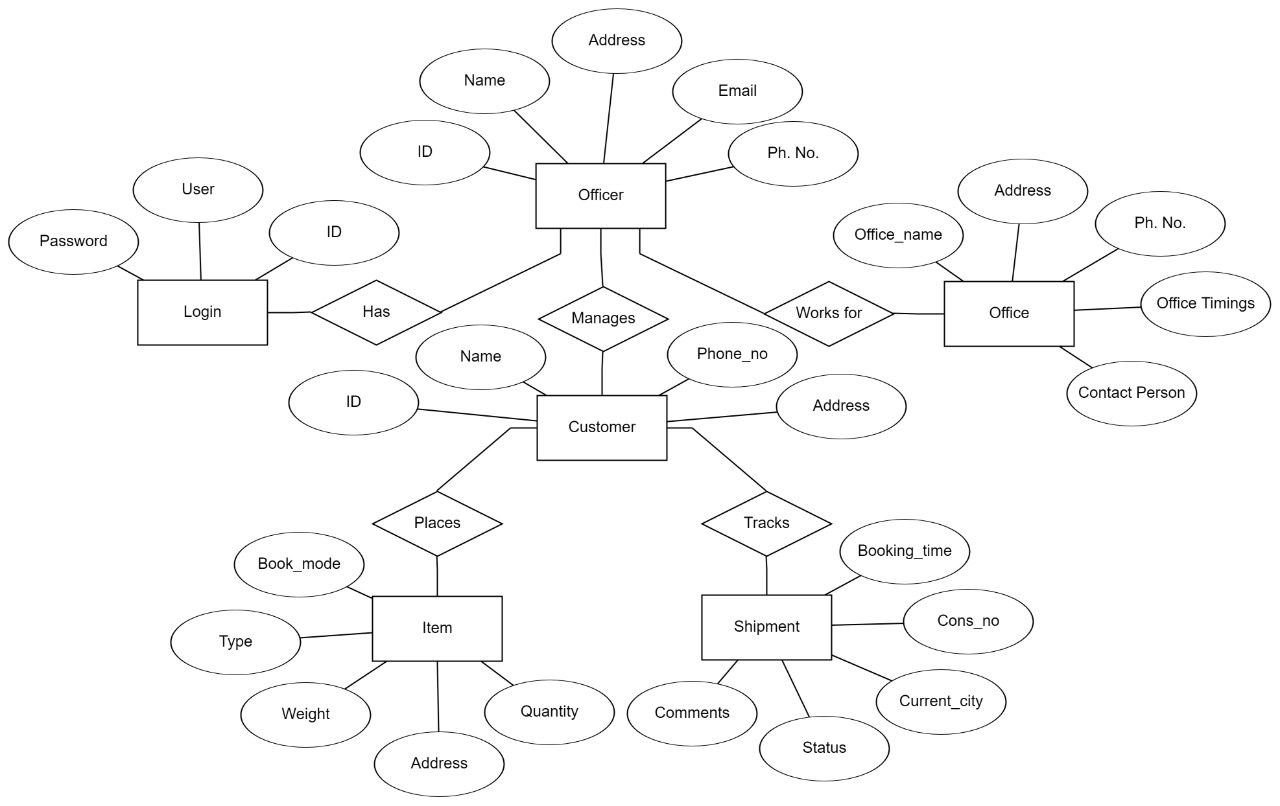 Address
Name
Email
ID
Ph. No.
Officer
User
Address
Password
ID
Office_name
Ph. No.
Office Timings
Login
Has
Manages
Works for
Office
Name
Phone_no
Contact Person
ID
Address
Customer
Places
Tracks
Book_mode
Booking_time
Type
Item
Shipment
Cons_no
Weight
Quantity
Comments
Current_city
Address
Status